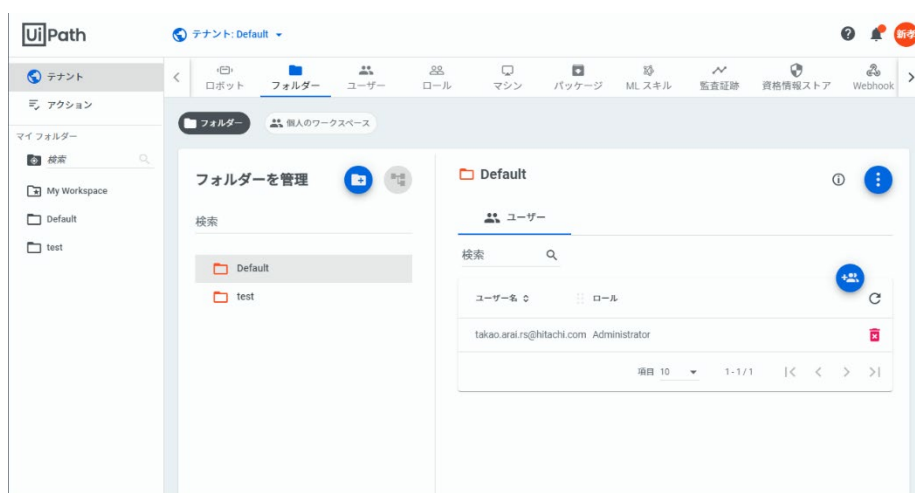 UiPath
テナント: Default
新孝
テナント
アクション
マイ フォルダー
検索
My Workspace
Default
test
ロボット
フォルダー
ユーザー
ロール
マシン
パッケージ
ML スキル
監査証跡
資格情報ストア
Webhook
フォルダー
個人のワークスペース
フォルダーを管理
検索
Default
test
Default
ユーザー
検索
ユーザー名
ロール
takao.arai.rs@hitachi.com Administrator
項目 10
1-1/1